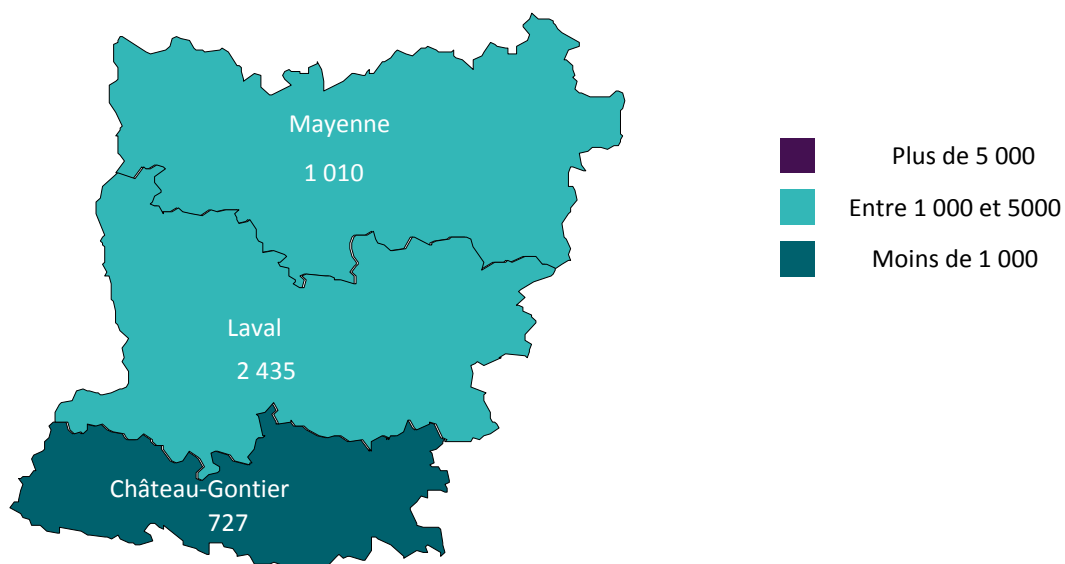 Mayenne
1 010
Laval
2 435
Château-Gontier
727
Plus de 5 000
Entre 1 000 et 5000
Moins de 1 000